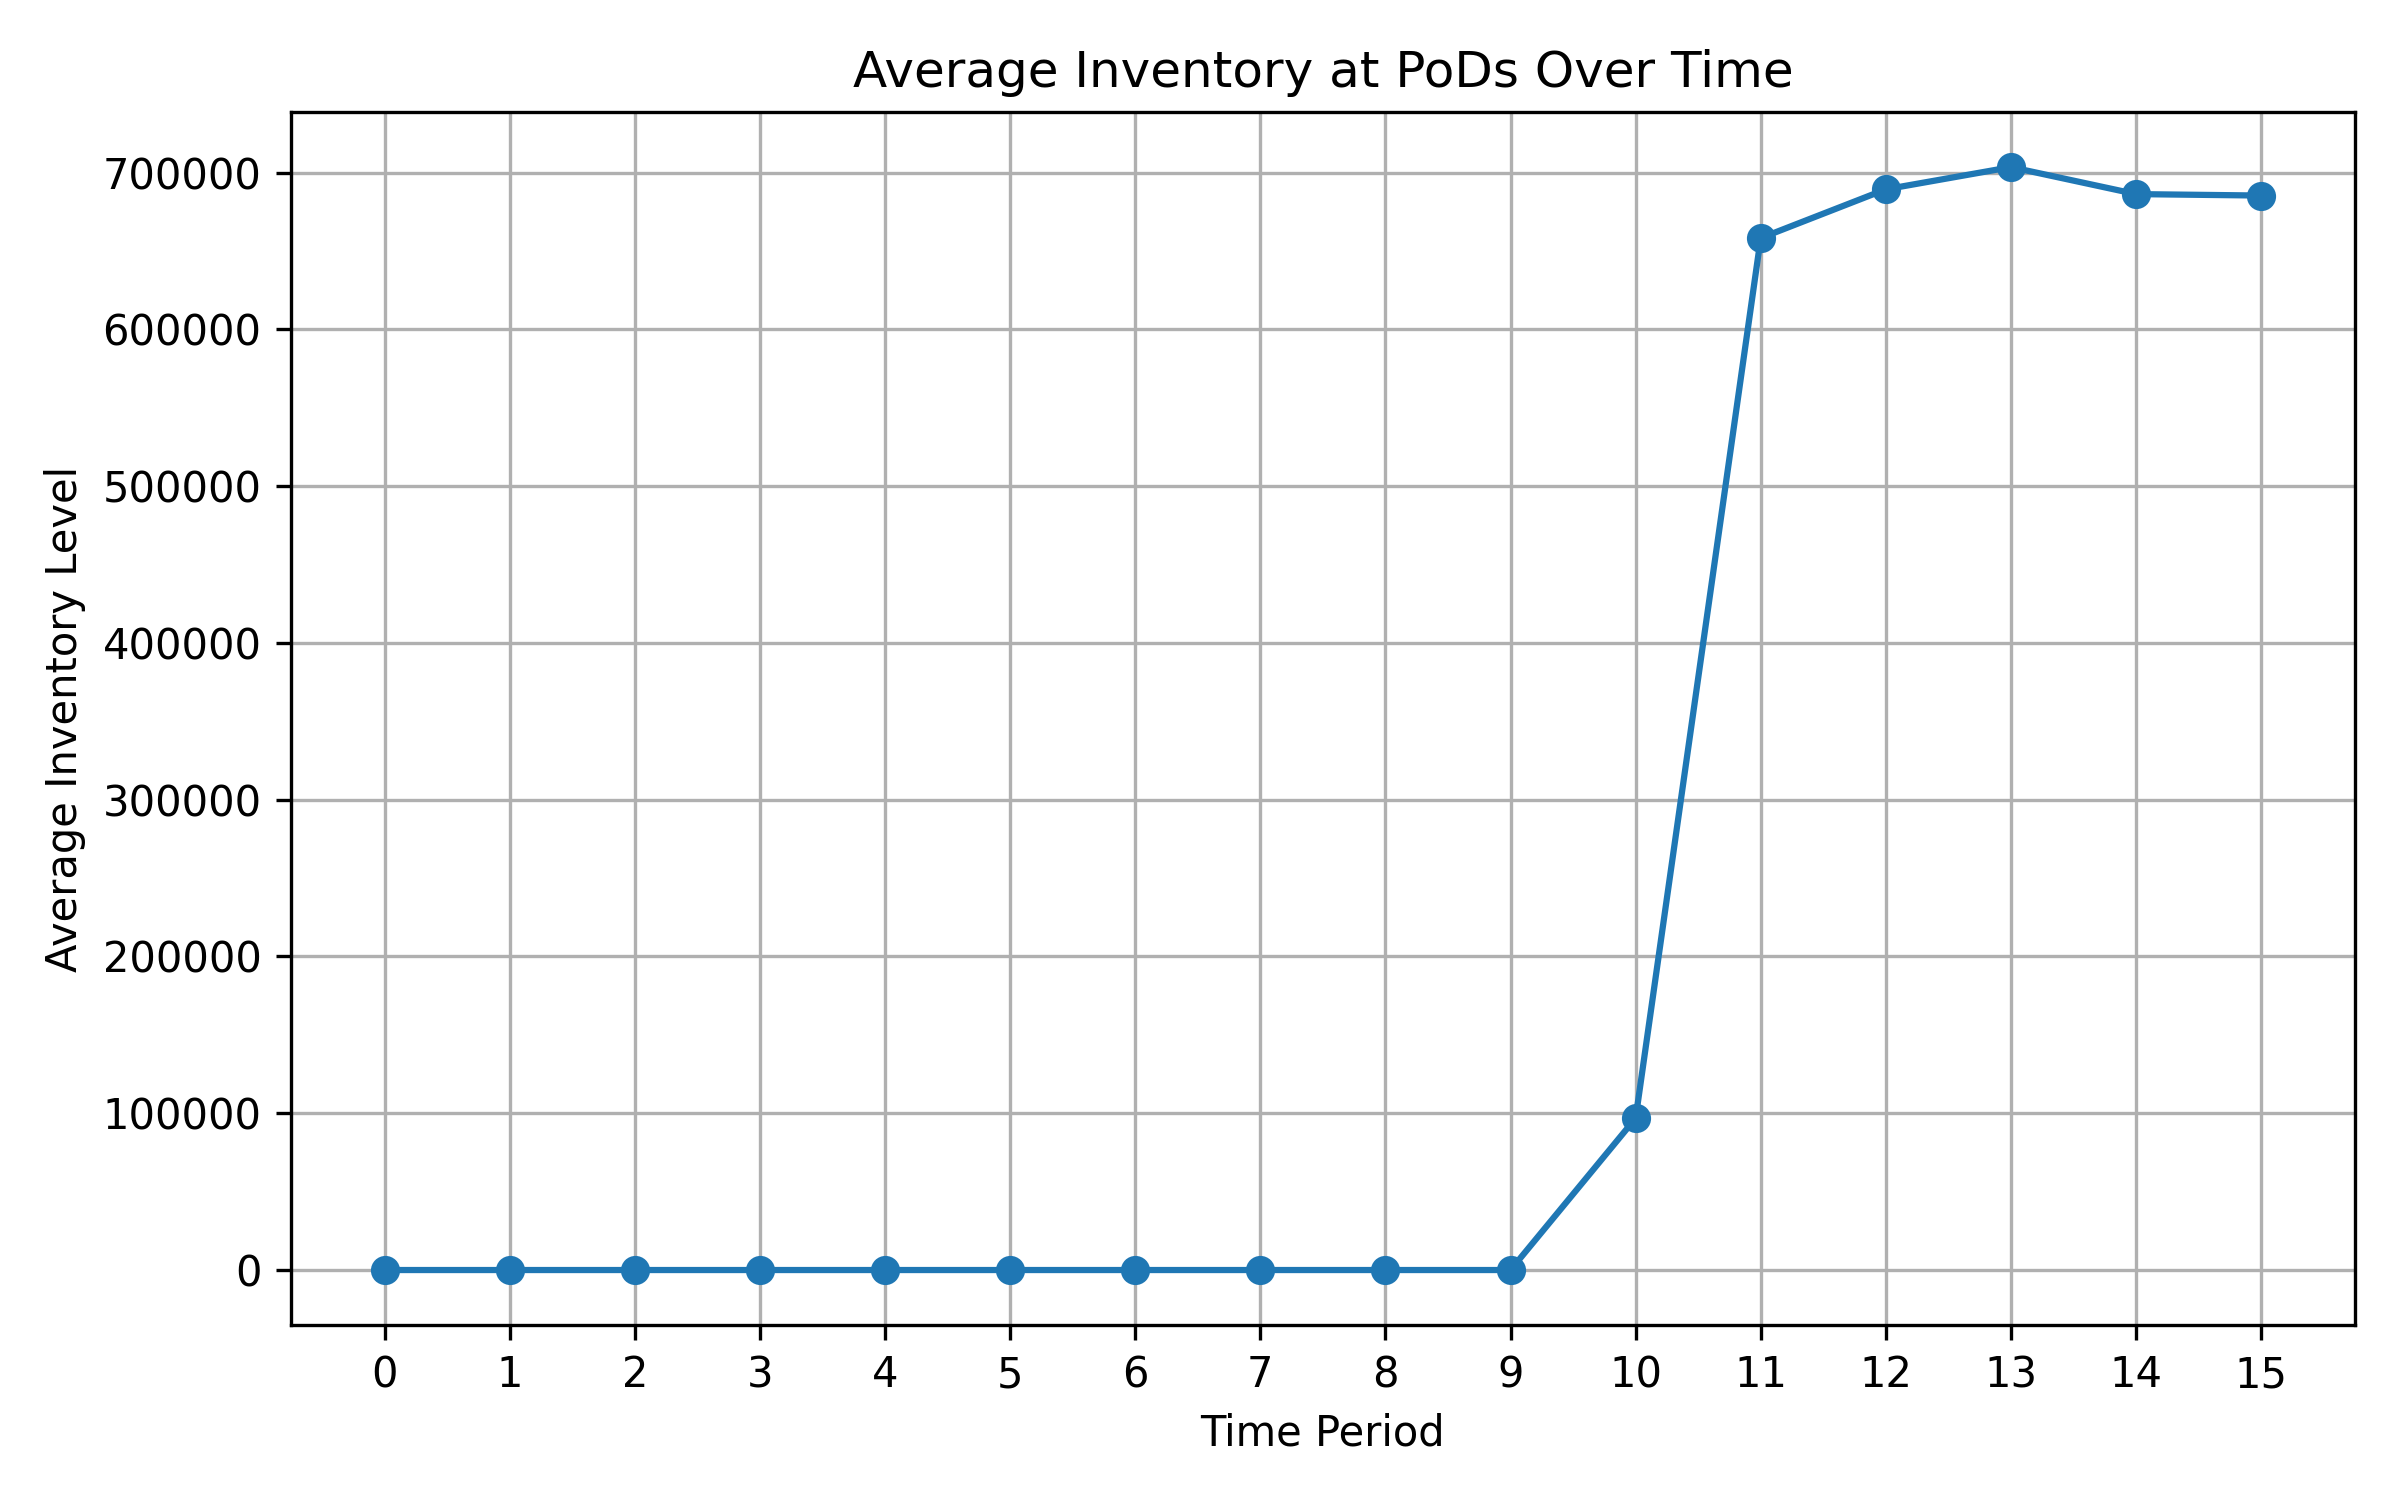 Average Inventory at PoDs Over Time
Average Inventory Level
700000
600000
500000
400000
300000
200000
100000
0
0 1 2 3 4 5 6 7 8 9 10 11 12 13 14 15
Time Period